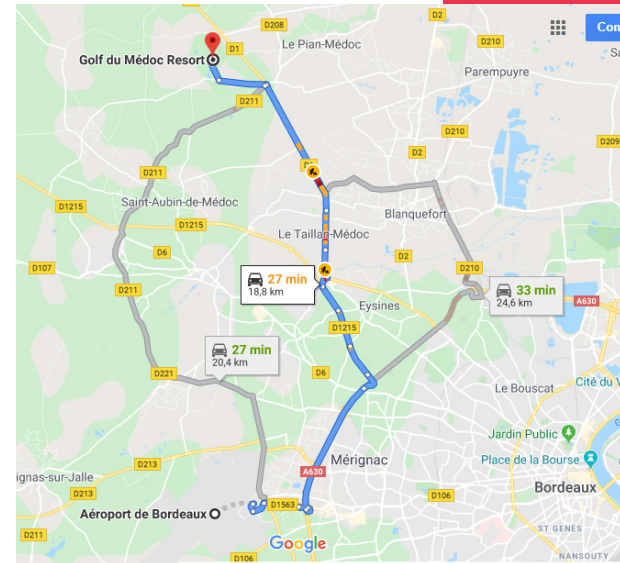 D2
D208
D210
Com
Le Pian-Médoc
D1
Golf du Médoc Resort
Parempuyre
D211
D210
D209
D2
D211
Saint-Aubin-de-Médoc
D1215
D1215
Blanquefort
Le Taillan-Médoc
D6
D2
D107
D210
27 min
18,8 km
D211
33 min
24,6 km
A630
Eysines
D1215
27 min
20,4 km
D221
D6
Le Bouscat
Cité du V
Jardin Public
D213
Mérignac
Place de la Bourse
A630
ignas-sur-Jalle
D213
D106
Bordeaux
D1563
Aéroport de Bordeaux
D211
ST GENÈS
Google
D106
NANSOUTY